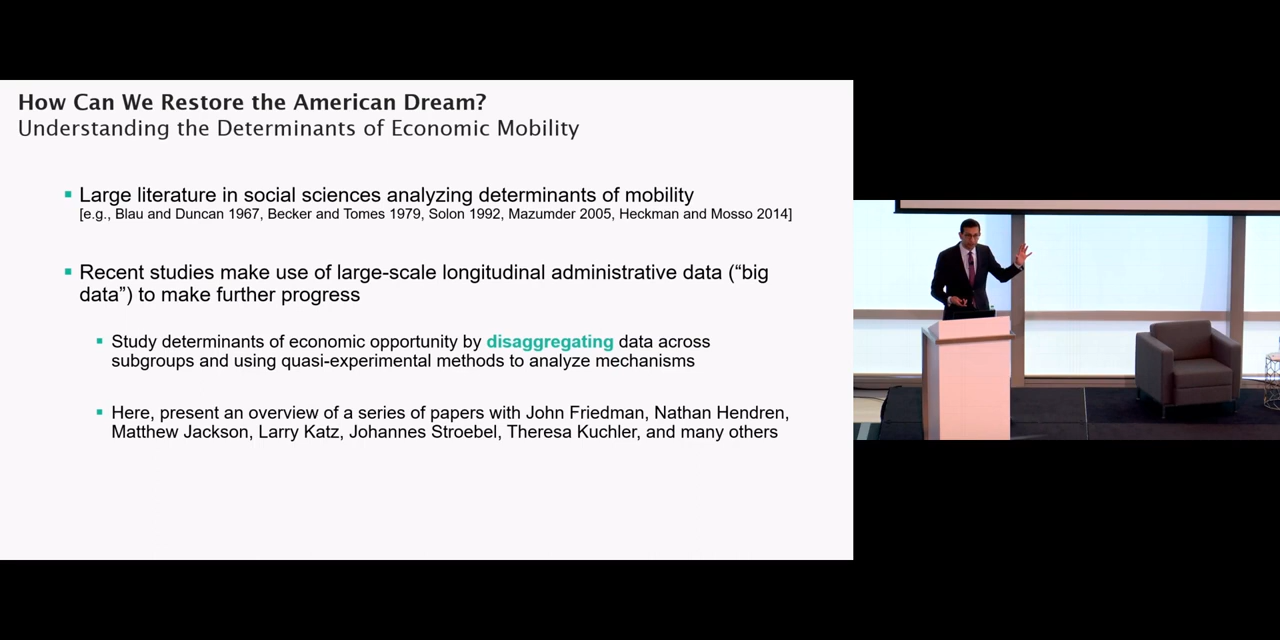 How Can We Restore the American Dream?
Understanding the Determinants of Economic Mobility
▪ Large literature in social sciences analyzing determinants of mobility
[e.g., Blau and Duncan 1967, Becker and Tomes 1979, Solon 1992, Mazumder 2005, Heckman and Mosso 2014]
▪ Recent studies make use of large-scale longitudinal administrative data (“big
data”) to make further progress
▪ Study determinants of economic opportunity by disaggregating data across
subgroups and using quasi-experimental methods to analyze mechanisms
▪ Here, present an overview of a series of papers with John Friedman, Nathan Hendren,
Matthew Jackson, Larry Katz, Johannes Stroebel, Theresa Kuchler, and many others